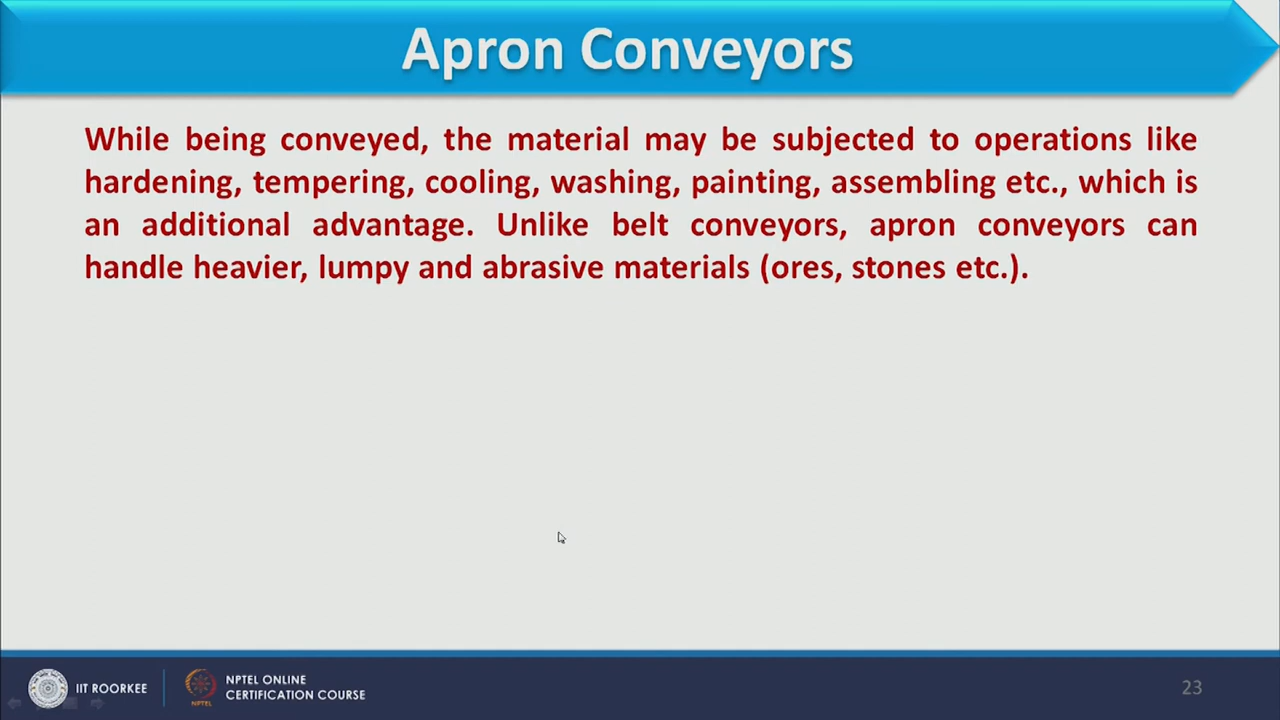 Apron Conveyors
While being conveyed, the material may be subjected to operations like
hardening, tempering, cooling, washing, painting, assembling etc., which is
an additional advantage. Unlike belt conveyors, apron conveyors can
handle heavier, lumpy and abrasive materials (ores, stones etc.).
IIT ROORKEE
NPTEL
NPTEL ONLINE
CERTIFICATION COURSE
23